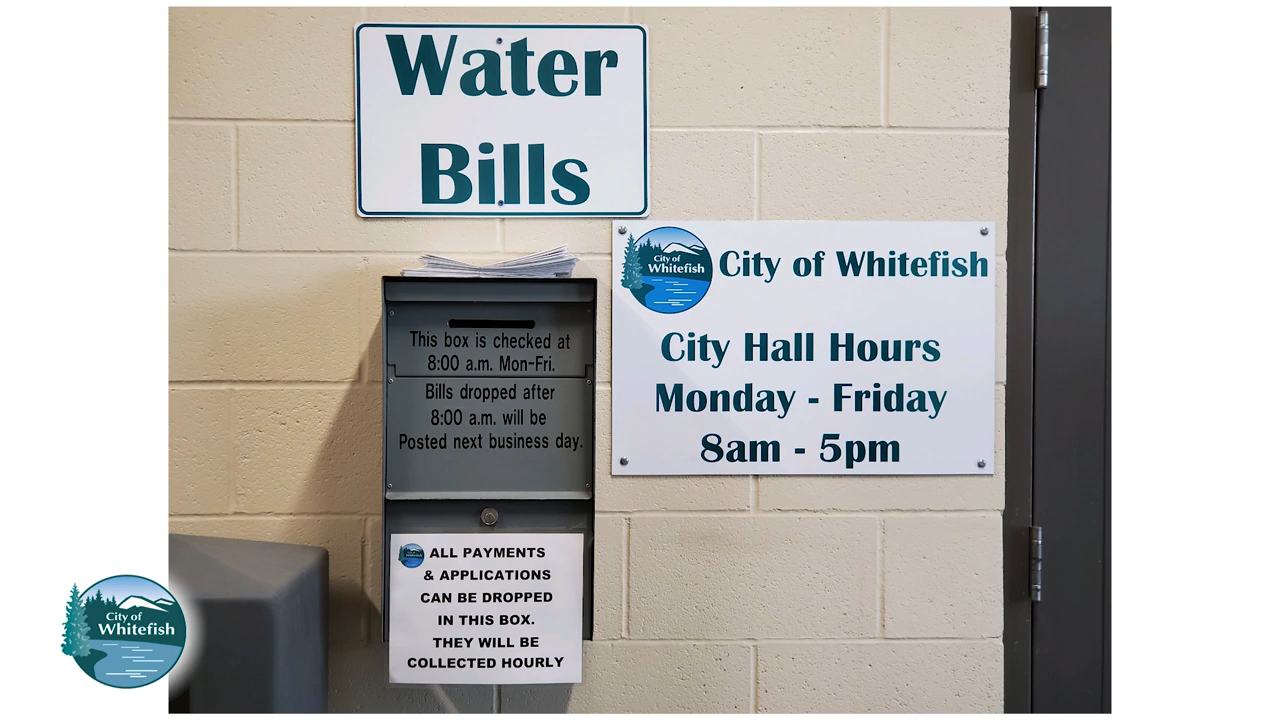 Water
Bills
City of
Whitefish
City of Whitefish
City Hall Hours
Monday - Friday
8am - 5pm
This box is checked at
8:00 a.m. Mon-Fri.
Bills dropped after
8:00 a.m. will be
Posted next business day.
ALL PAYMENTS
& APPLICATIONS
CAN BE DROPPED
IN THIS BOX.
THEY WILL BE
COLLECTED HOURLY
City of
Whitefish